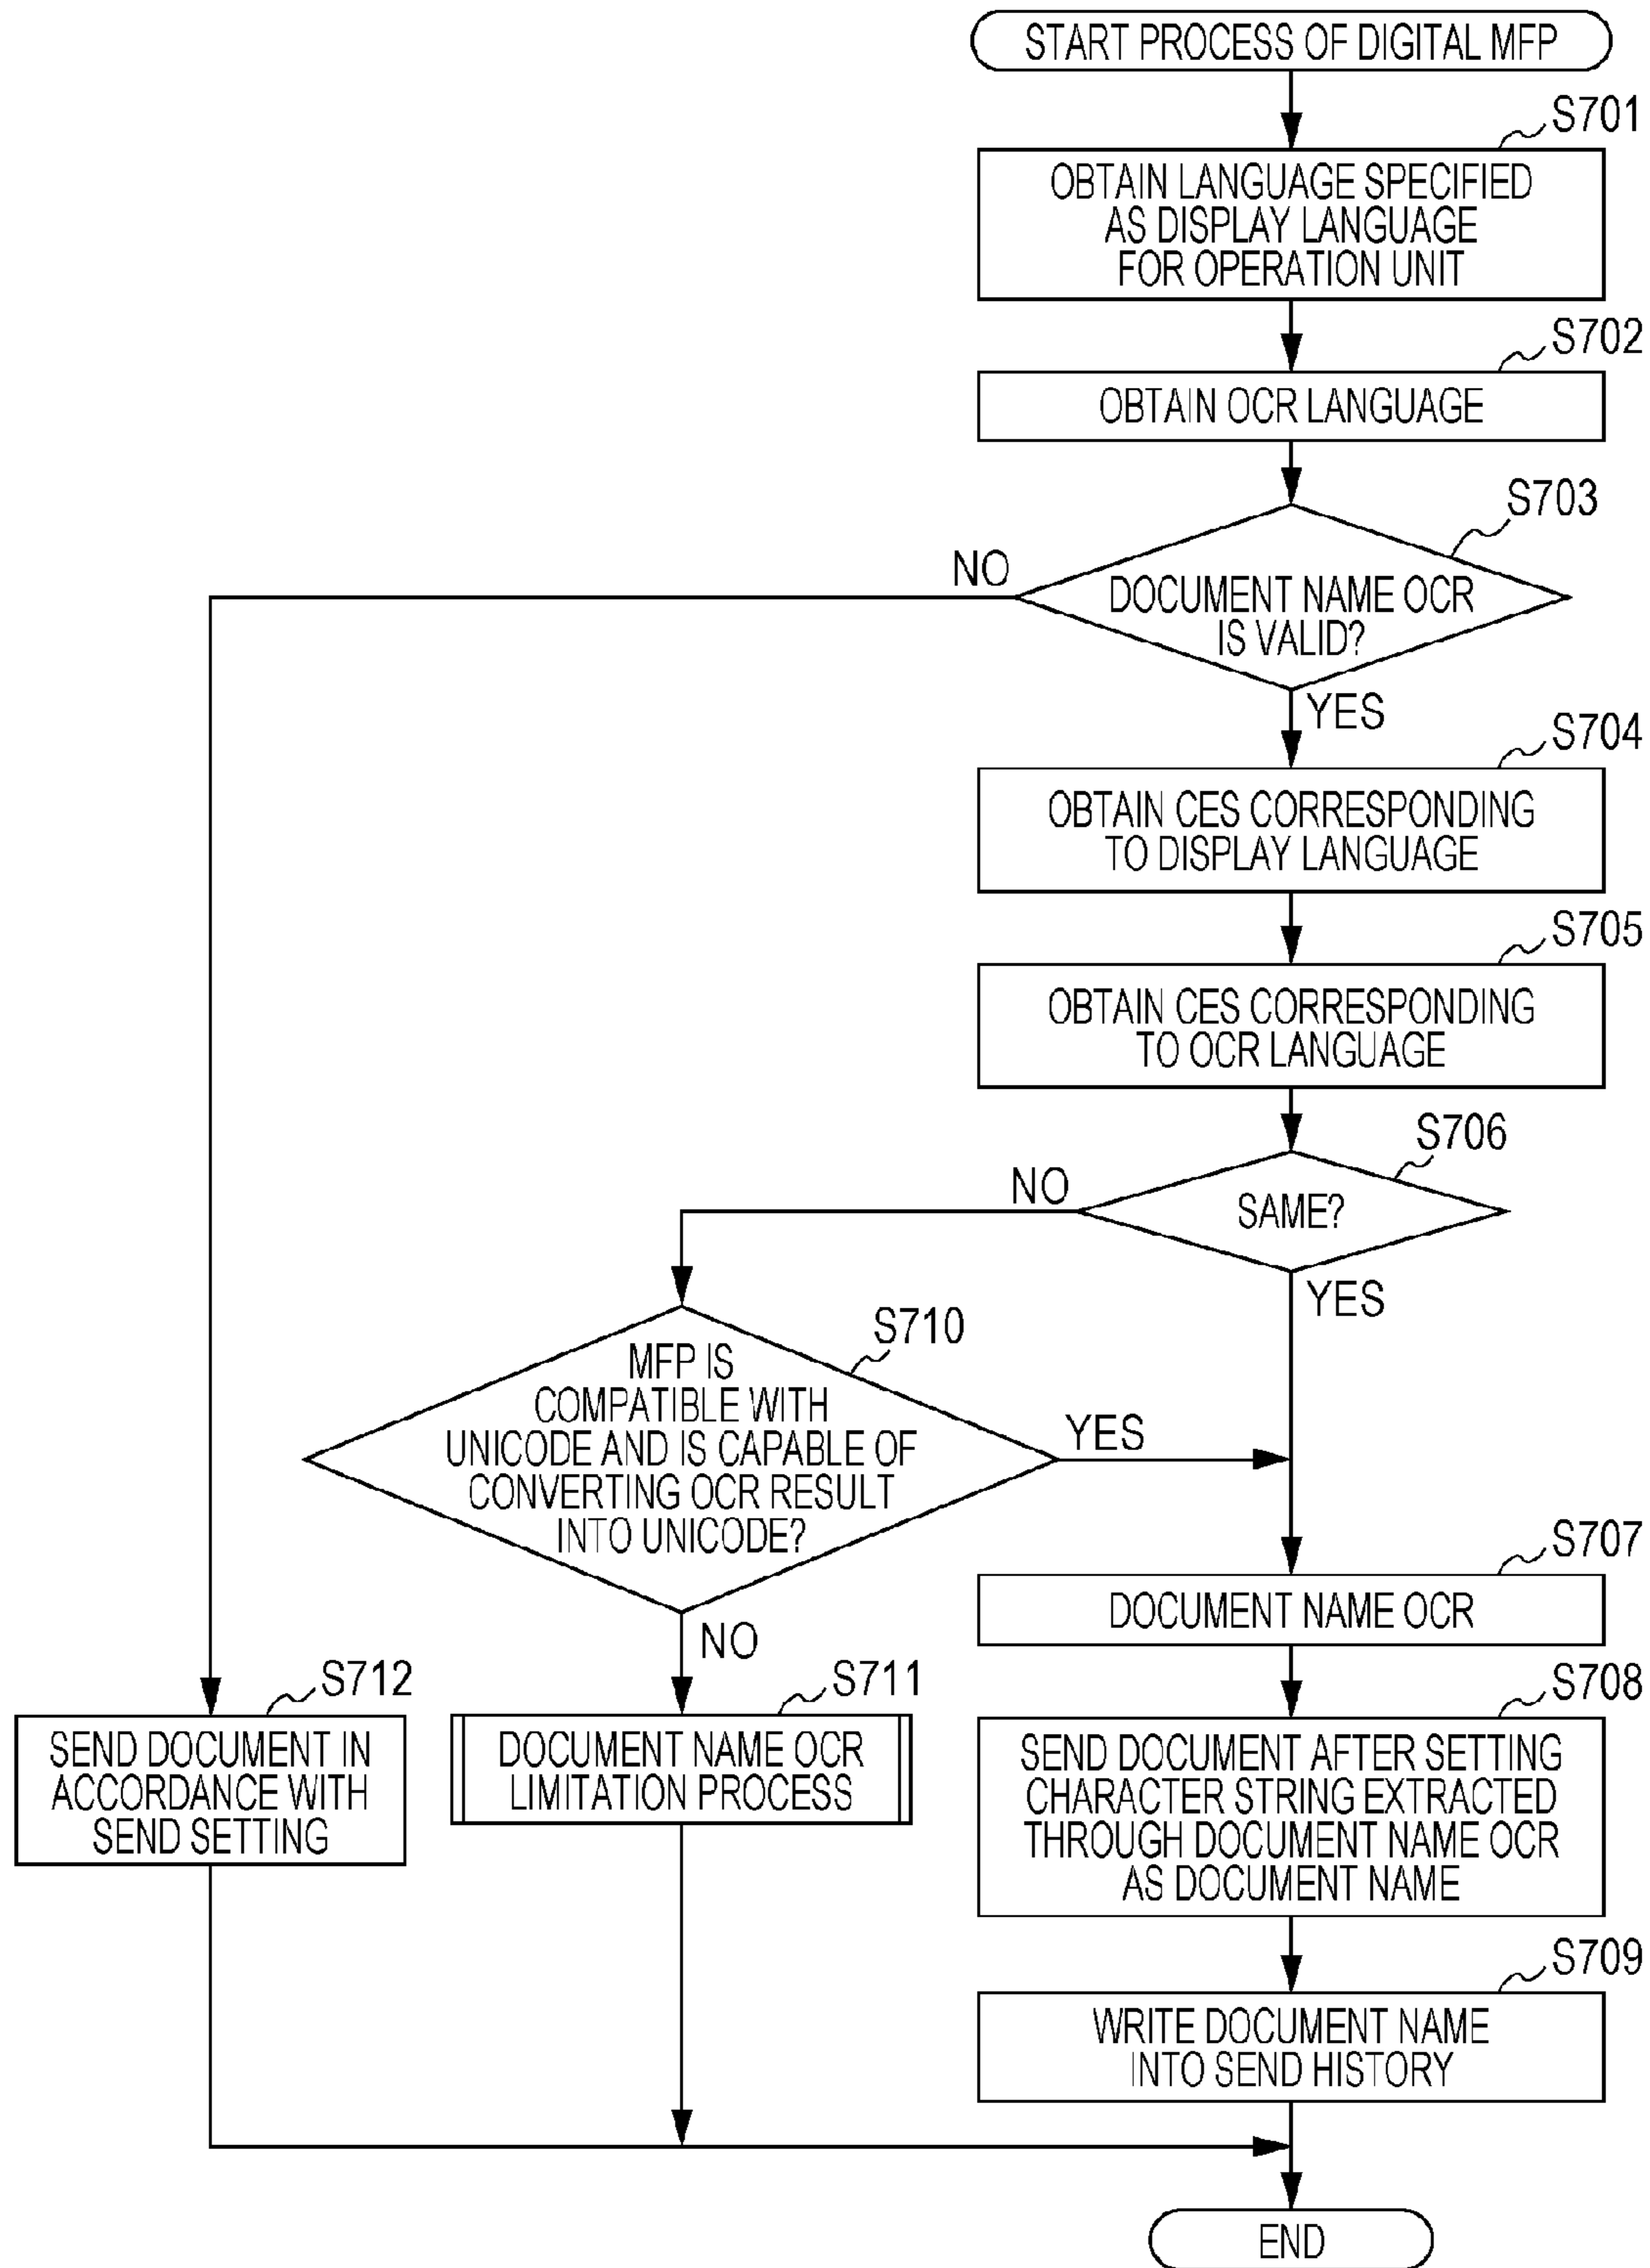 START PROCESS OF DIGITAL MFP
S701
OBTAIN LANGUAGE SPECIFIED
AS DISPLAY LANGUAGE
FOR OPERATION UNIT
S702
OBTAIN OCR LANGUAGE
S703
NO
DOCUMENT NAME OCR
IS VALID?
YES
S704
OBTAIN CES CORRESPONDING
TO DISPLAY LANGUAGE
S705
OBTAIN CES CORRESPONDING
TO OCR LANGUAGE
S706
NO
SAME?
YES
S710
MFP IS
COMPATIBLE WITH
UNICODE AND IS CAPABLE OF
CONVERTING OCR RESULT
INTO UNICODE?
YES
NO
S707
DOCUMENT NAME OCR
S712
SEND DOCUMENT IN
ACCORDANCE WITH
SEND SETTING
S711
DOCUMENT NAME OCR
LIMITATION PROCESS
S708
SEND DOCUMENT AFTER SETTING
CHARACTER STRING EXTRACTED
THROUGH DOCUMENT NAME OCR
AS DOCUMENT NAME
S709
WRITE DOCUMENT NAME
INTO SEND HISTORY
END